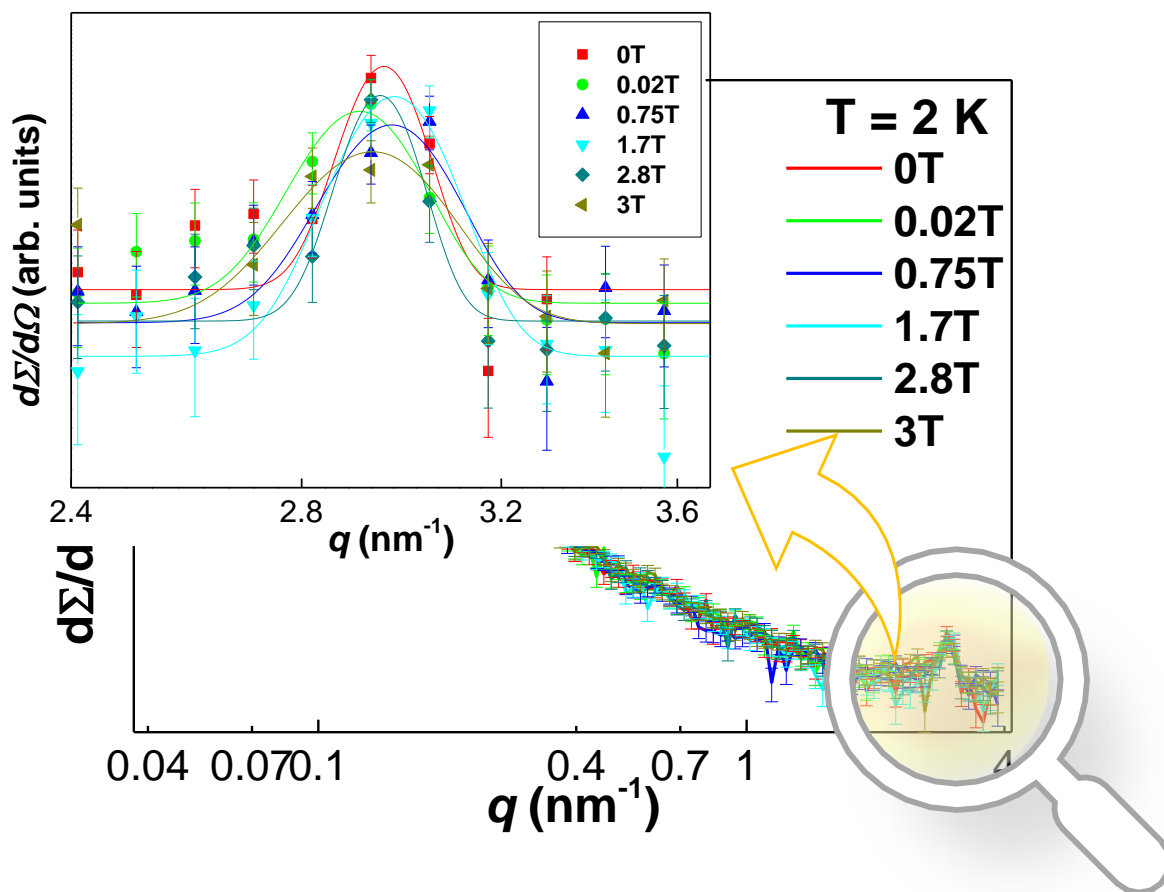 0T
0.02T
0.75T
1.7T
2.8T
3T
dΣ/dΩ (arb. units)
2.4 2.8 3.2 3.6
q (nm⁻¹)
T = 2 K
0T
0.02T
0.75T
1.7T
2.8T
3T
dΣ/d
0.04 0.07 0.1 0.4 0.7 1 4
q (nm⁻¹)